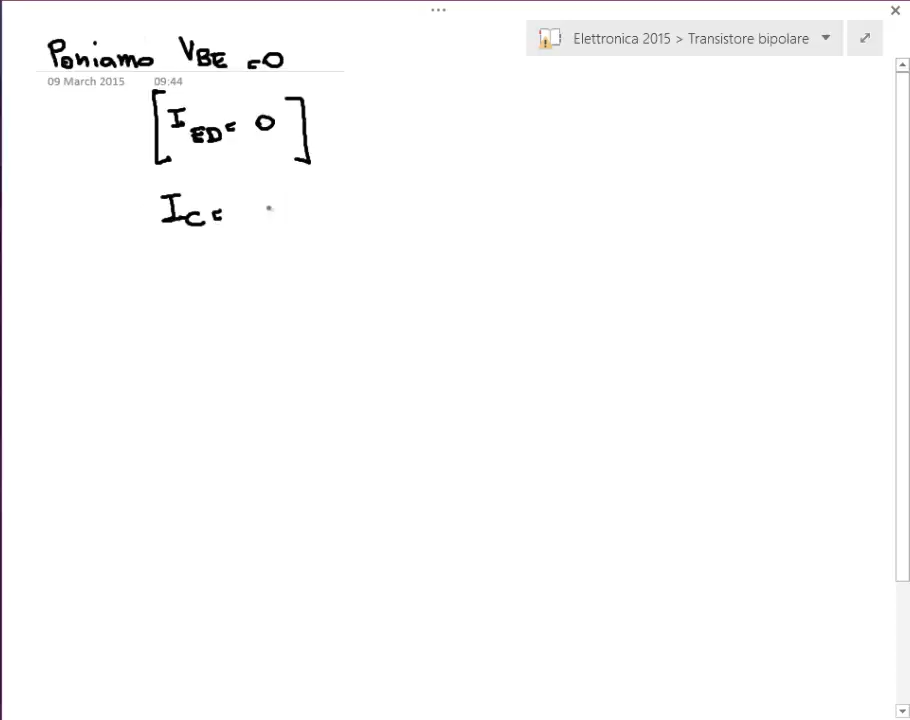 Elettronica 2015 > Transistore bipolare
Poniamo VBE = 0
09 March 2015 09:44
[IED = 0]
IC =